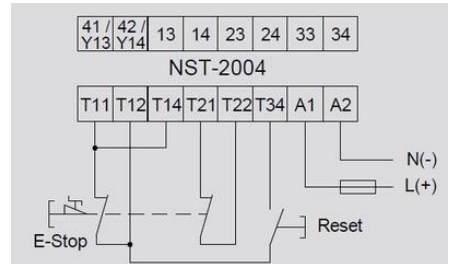 41 / 42 / 13 14 23 24 33 34
Y13 Y14
NST-2004
T11 T12 T14 T21 T22 T34 A1 A2
N(-)
L(+)
Reset
E-Stop